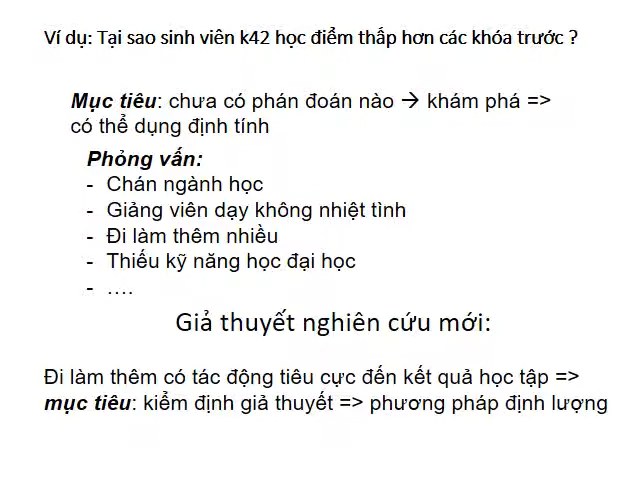 Ví dụ: Tại sao sinh viên k42 học điểm thấp hơn các khóa trước ?
Mục tiêu: chưa có phán đoán nào → khám phá =>
có thể dụng định tính
Phỏng vấn:
- Chán ngành học
- Giảng viên dạy không nhiệt tình
- Đi làm thêm nhiều
- Thiếu kỹ năng học đại học
- ….
Giả thuyết nghiên cứu mới:
Đi làm thêm có tác động tiêu cực đến kết quả học tập =>
mục tiêu: kiểm định giả thuyết => phương pháp định lượng